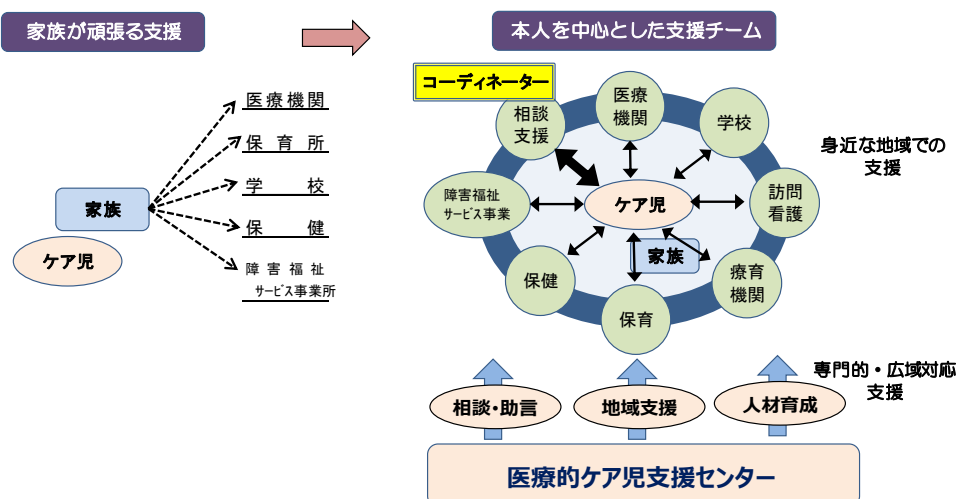 家族が頑張る支援
本人を中心とした支援チーム
医療機関
保育所
学校
保健
障害福祉
サービス事業所
家族
ケア児
コーディネーター
相談
支援
医療
機関
学校
訪問
看護
療育
機関
保育
保健
障害福祉
サービス事業
ケア児
家族
身近な地域での
支援
専門的・広域対応
支援
相談・助言
地域支援
人材育成
医療的ケア児支援センター